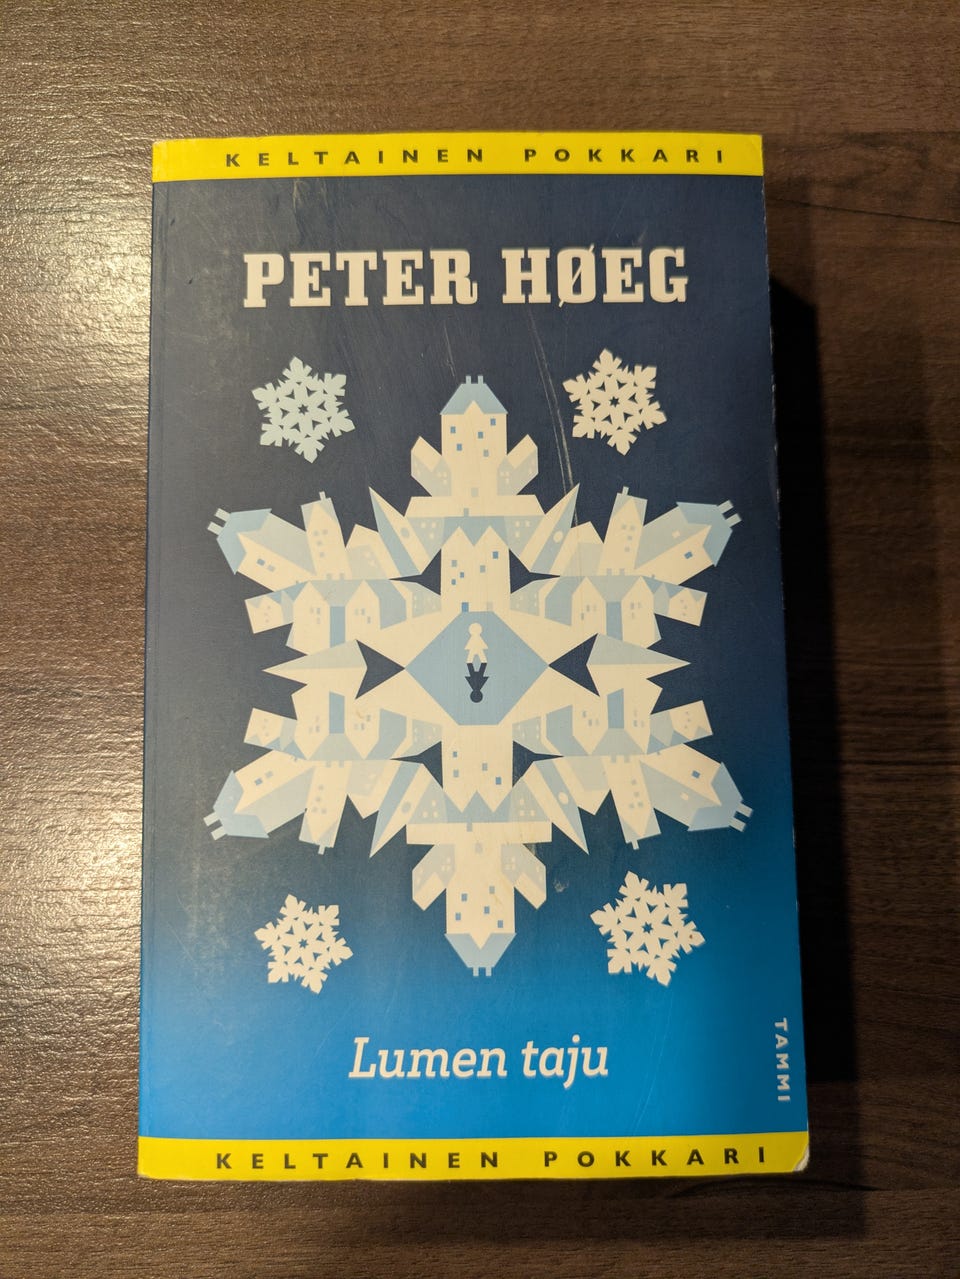 KELTAINEN POKKARI
PETER HØEG
Lumen taju
TAMMI
KELTAINEN POKKARI